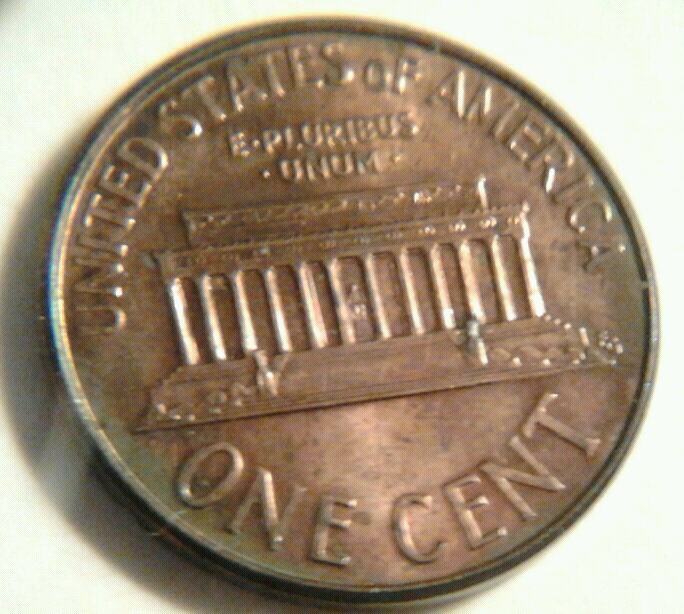 UNITED STATES OF AMERICA
E·PLURIBUS
·UNUM·
ONE CENT